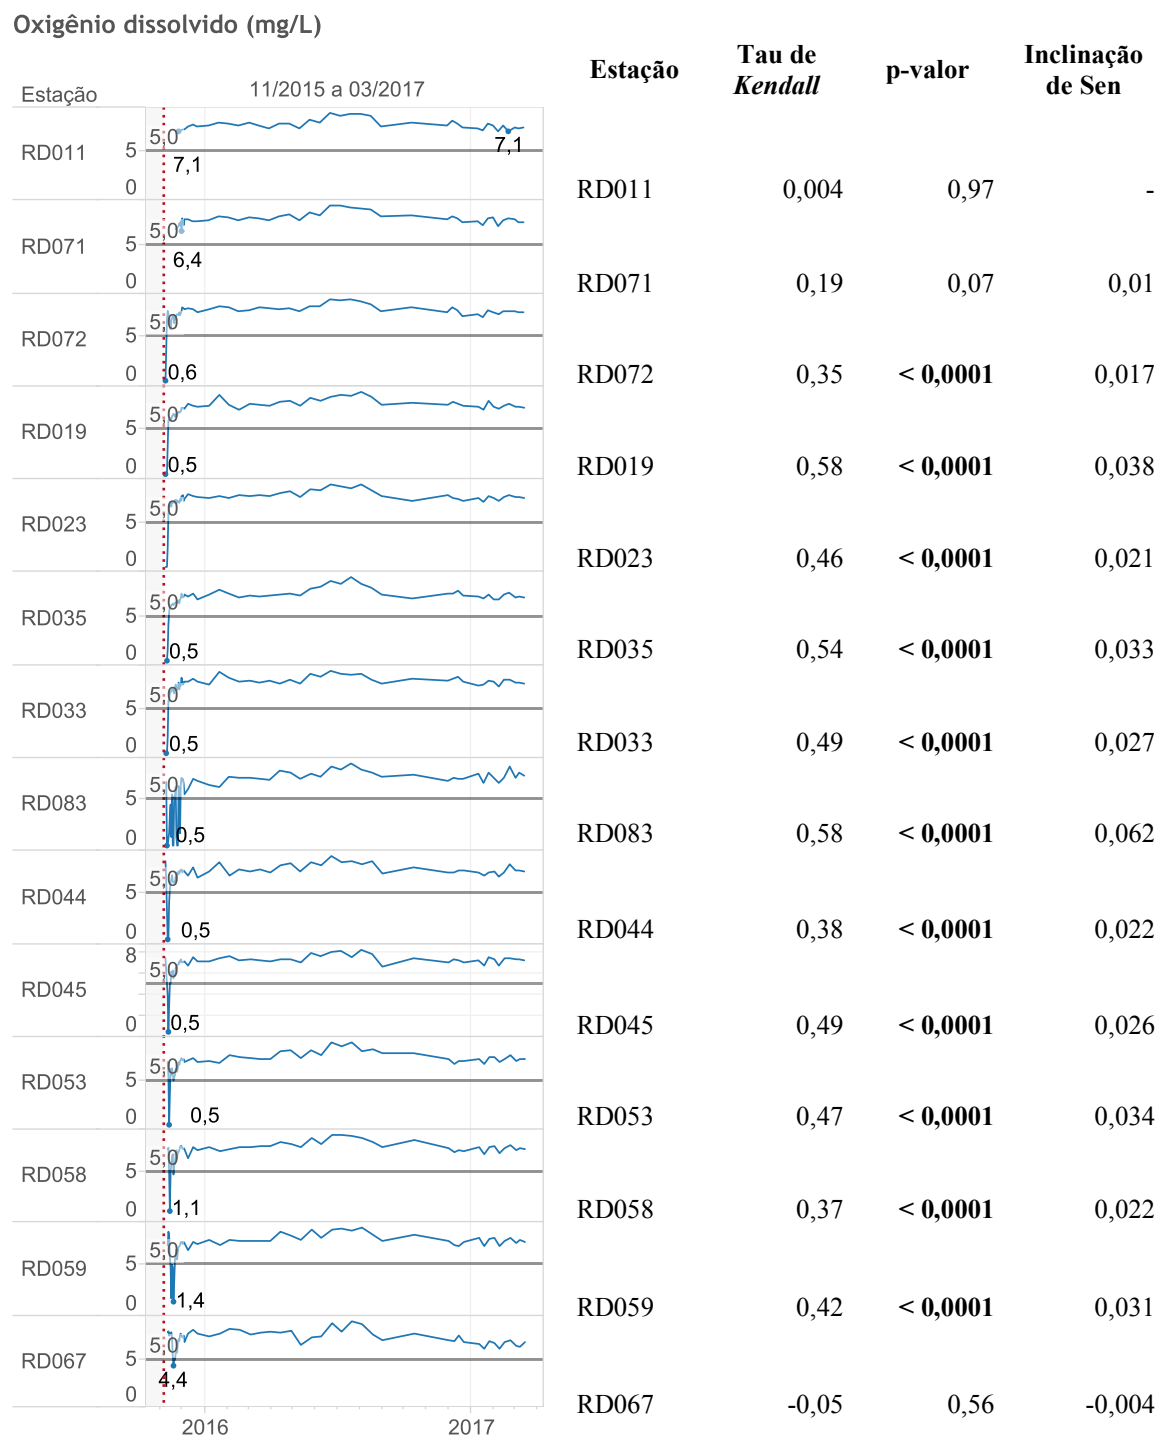 Oxigênio dissolvido (mg/L)
Estação 11/2015 a 03/2017
Estação Tau de Kendall p-valor Inclinação de Sen
RD011 5 0 5,0 7,1 7,1
RD011 0,004 0,97 -
RD071 5 0 5,0 6,4
RD071 0,19 0,07 0,01
RD072 5 0 5,0 0,6
RD072 0,35 < 0,0001 0,017
RD019 5 0 5,0 0,5
RD019 0,58 < 0,0001 0,038
RD023 5 0 5,0
RD023 0,46 < 0,0001 0,021
RD035 5 0 5,0 0,5
RD035 0,54 < 0,0001 0,033
RD033 5 0 5,0 0,5
RD033 0,49 < 0,0001 0,027
RD083 5 0 5,0 0,5
RD083 0,58 < 0,0001 0,062
RD044 5 0 5,0 0,5
RD044 0,38 < 0,0001 0,022
RD045 8 0 5,0 0,5
RD045 0,49 < 0,0001 0,026
RD053 5 0 5,0 0,5
RD053 0,47 < 0,0001 0,034
RD058 5 0 5,0 1,1
RD058 0,37 < 0,0001 0,022
RD059 5 0 5,0 1,4
RD059 0,42 < 0,0001 0,031
RD067 5 0 5,0 4,4
RD067 -0,05 0,56 -0,004
2016 2017